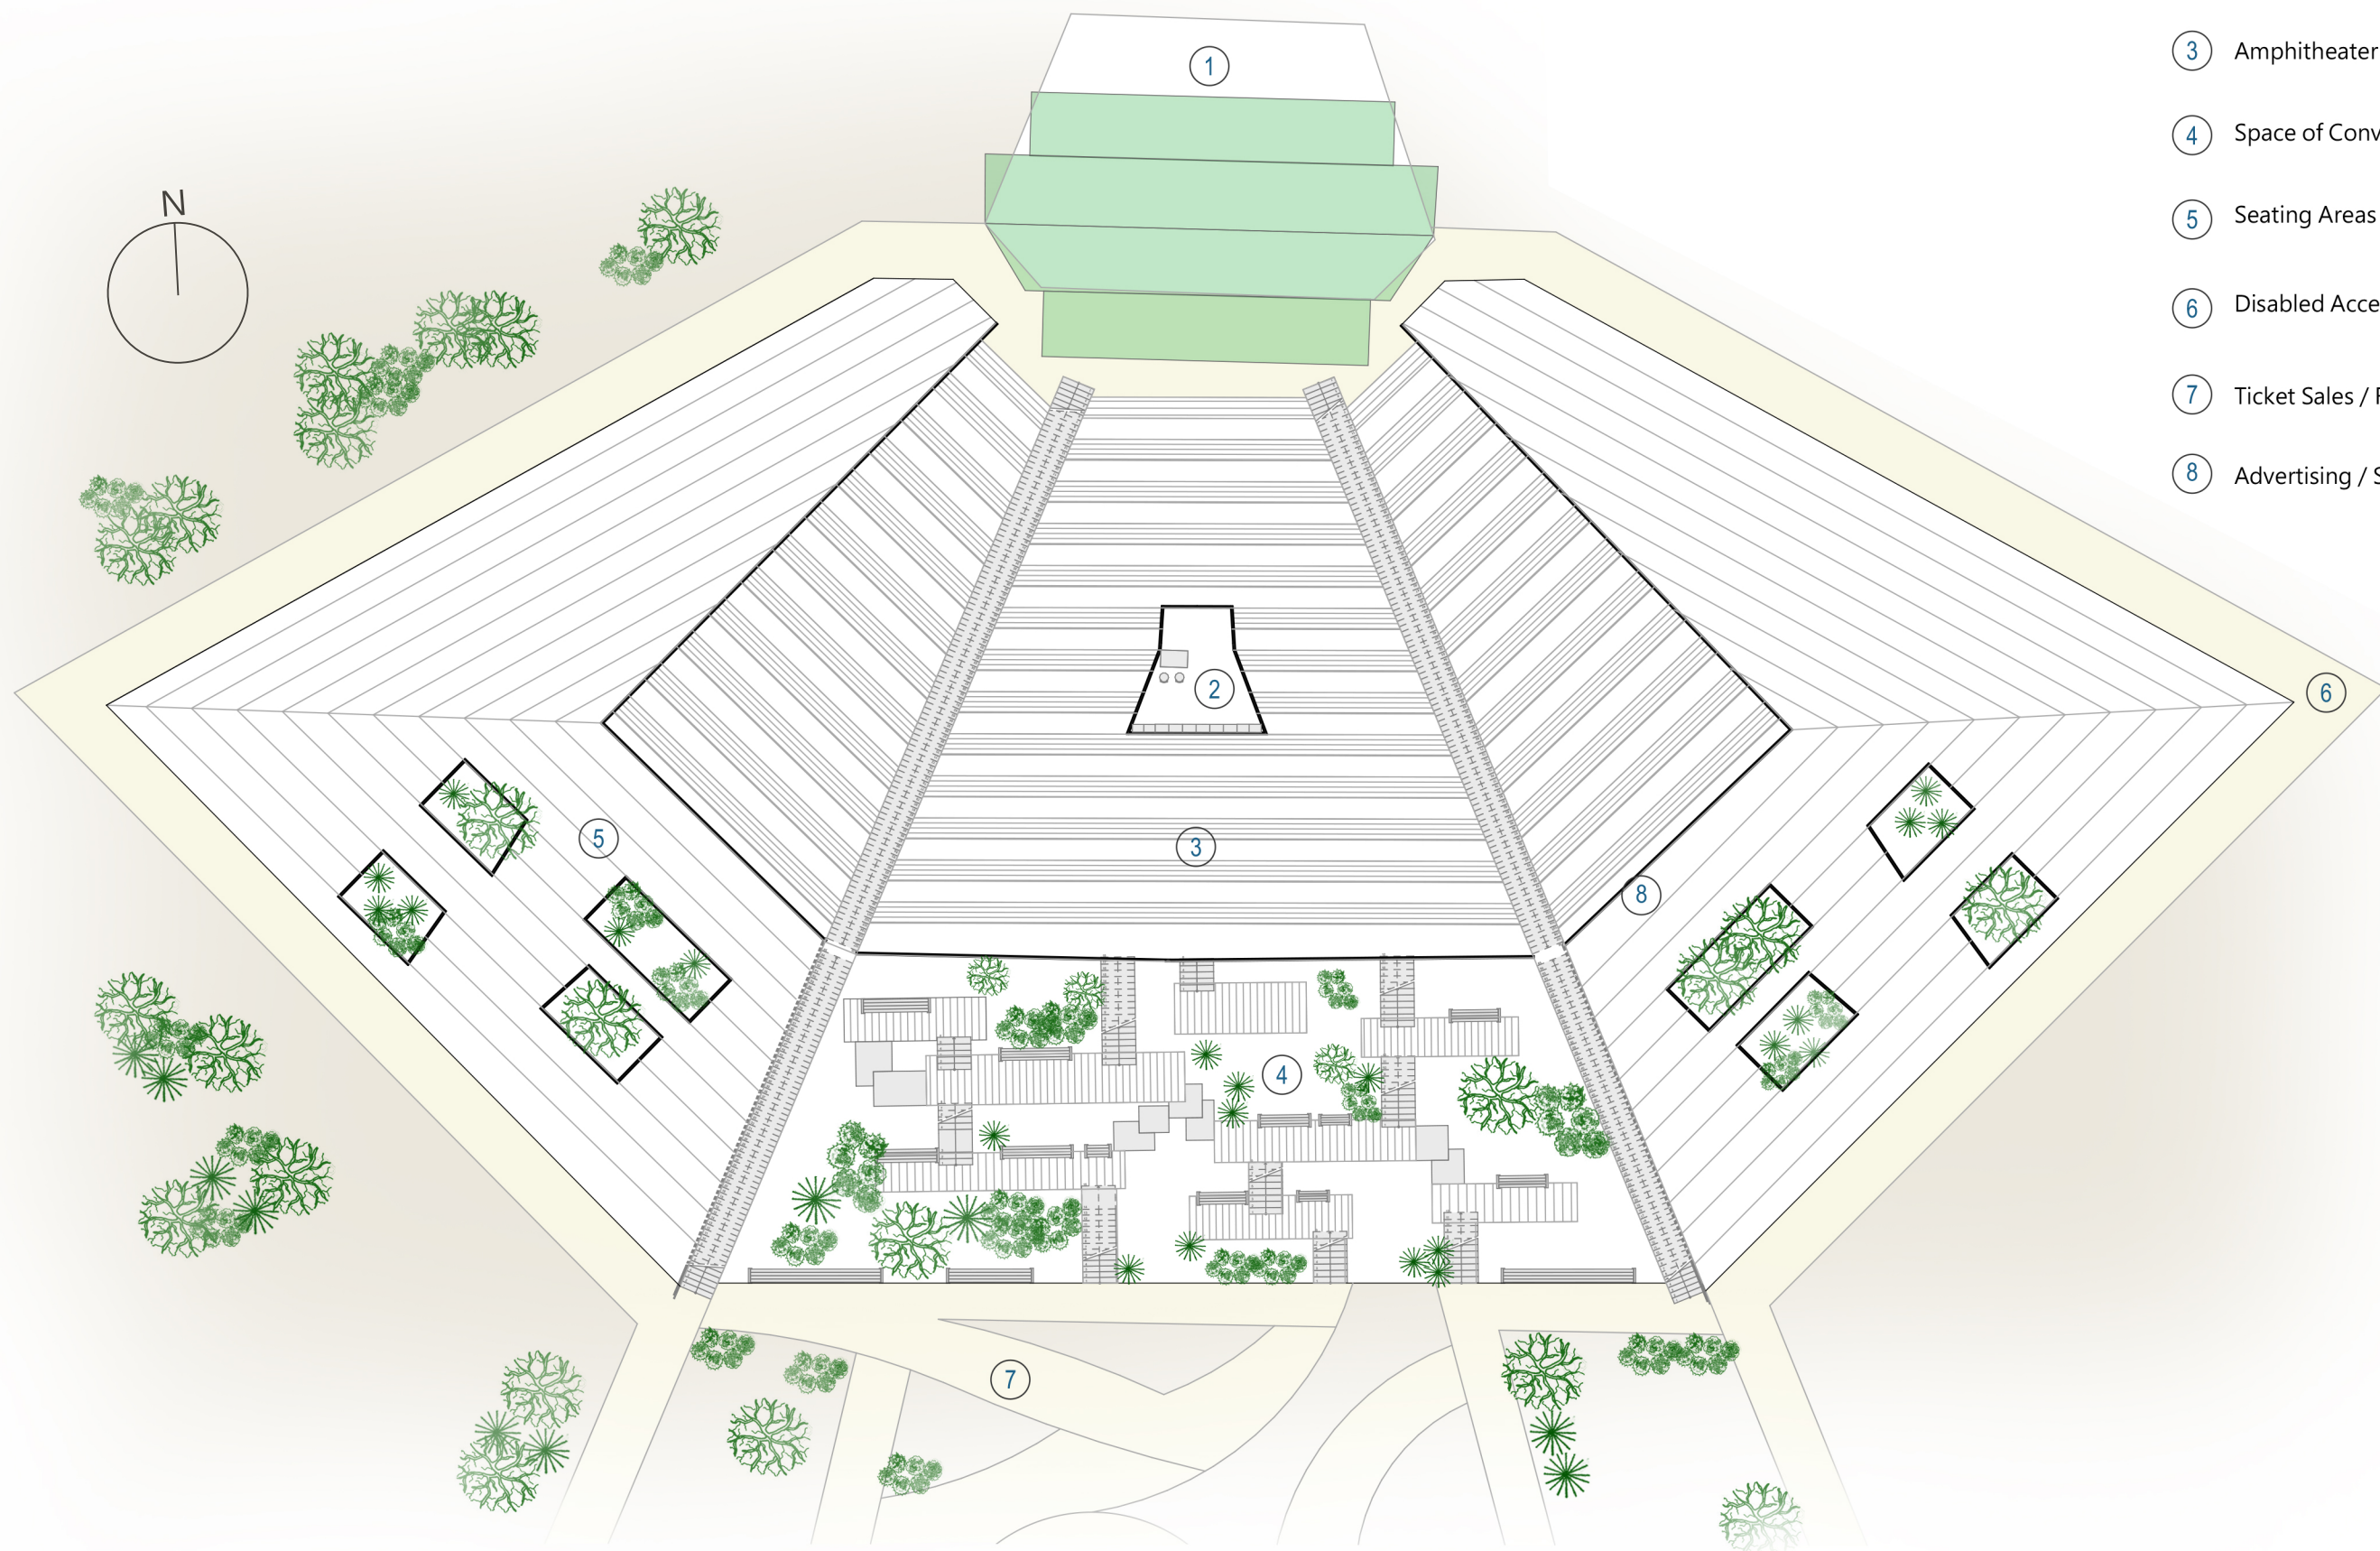 1
3 Amphitheater
4 Space of Conv
5 Seating Areas
N
6 Disabled Acce
7 Ticket Sales / F
8 Advertising / S
2
6
5
3
8
4
7